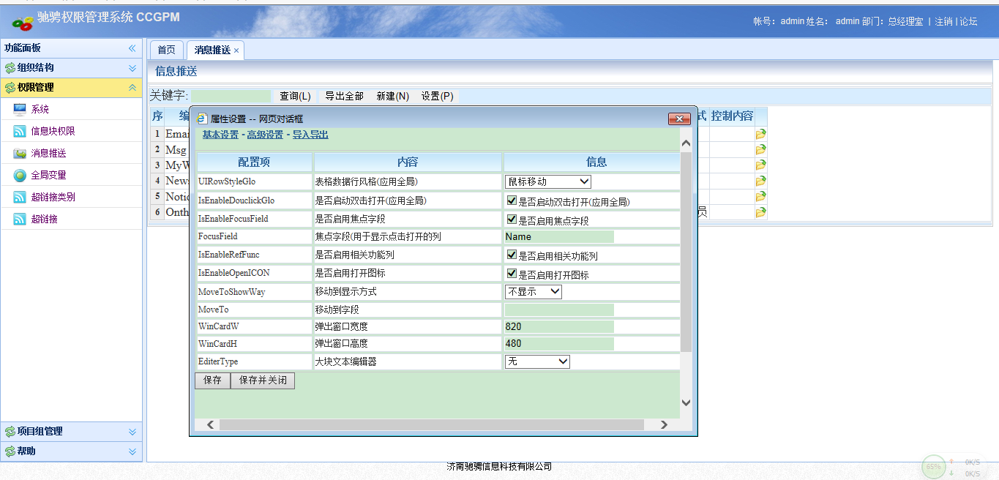 驰骋权限管理系统 CCGPM
帐号： admin 姓名： admin 部门：总经理室 | 注销 | 论坛
功能面板
组织结构
权限管理
系统
信息块权限
消息推送
全局变量
超链接类别
超链接
项目组管理
帮助
首页 消息推送 ×
信息推送
关键字: 查询(L) 导出全部 新建(N) 设置(P)
序 编 式 控制内容
1 Emai
2 Msg
3 MyW
4 News
5 Notic
6 Onth 员
属性设置 -- 网页对话框
基本设置 - 高级设置 - 导入导出
配置项 内容 信息
UIRowStyleGlo 表格数据行风格(应用全局) 鼠标移动
IsEnableDouclickGlo 是否启动双击打开(应用全局) 是否启动双击打开(应用全局)
IsEnableFocusField 是否启用焦点字段 是否启用焦点字段
FocusField 焦点字段(用于显示点击打开的列 Name
IsEnableRefFunc 是否启用相关功能列 是否启用相关功能列
IsEnableOpenICON 是否启用打开图标 是否启用打开图标
MoveToShowWay 移动到显示方式 不显示
MoveTo 移动到字段
WinCardW 弹出窗口宽度 820
WinCardH 弹出窗口高度 480
EditerType 大块文本编辑器 无
保存 保存并关闭
济南驰骋信息科技有限公司
65% 0K/S
0K/S